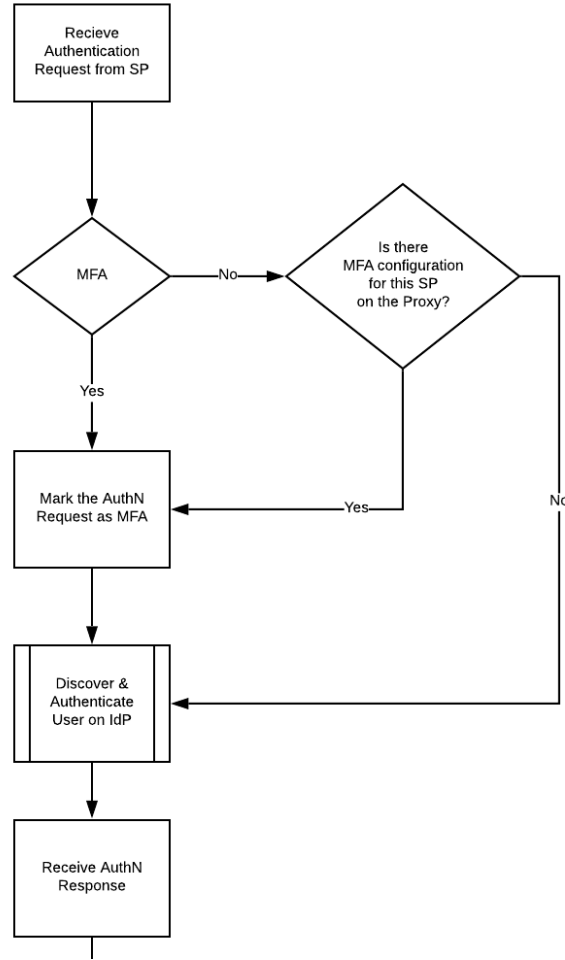 Recieve
Authentication
Request from SP
MFA
No
Is there
MFA configuration
for this SP
on the Proxy?
Yes
Mark the AuthN
Request as MFA
Yes
No
Discover &
Authenticate
User on IdP
Receive AuthN
Response